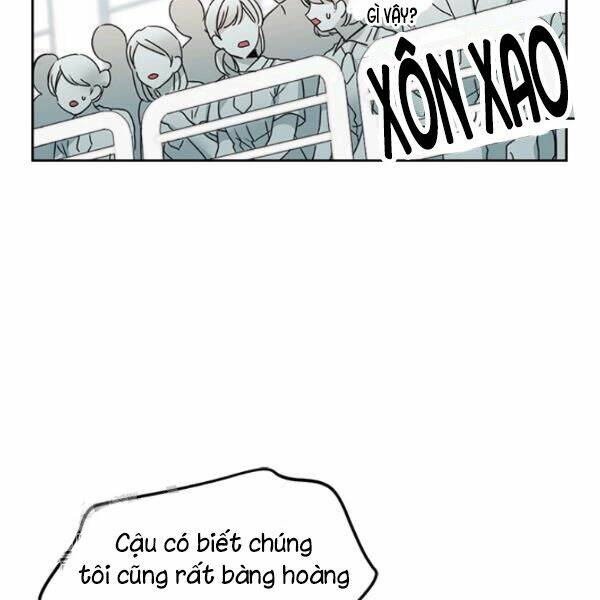 GÌ VẬY?
XÔN XAO
Cậu có biết chúng
tôi cũng rất bàng hoàng